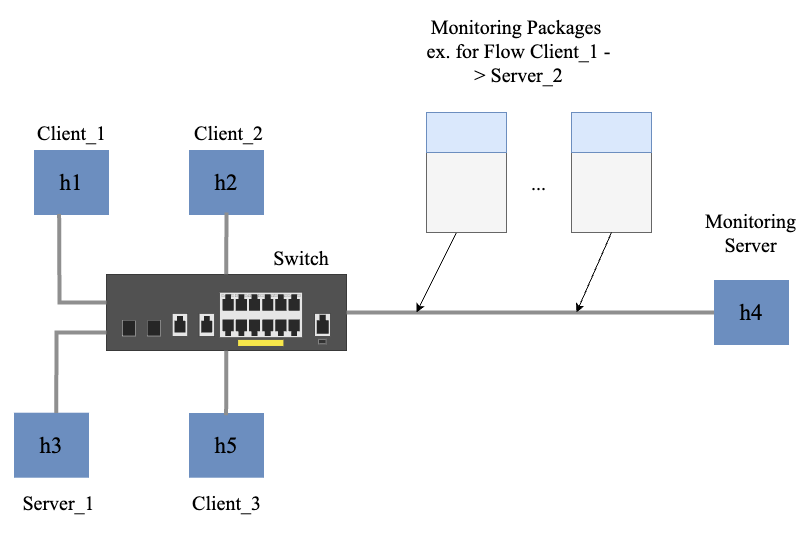 Monitoring Packages
ex. for Flow Client_1 -
> Server_2
Client_1
Client_2
h1
h2
...
Monitoring
Server
Switch
h4
h3
h5
Server_1
Client_3